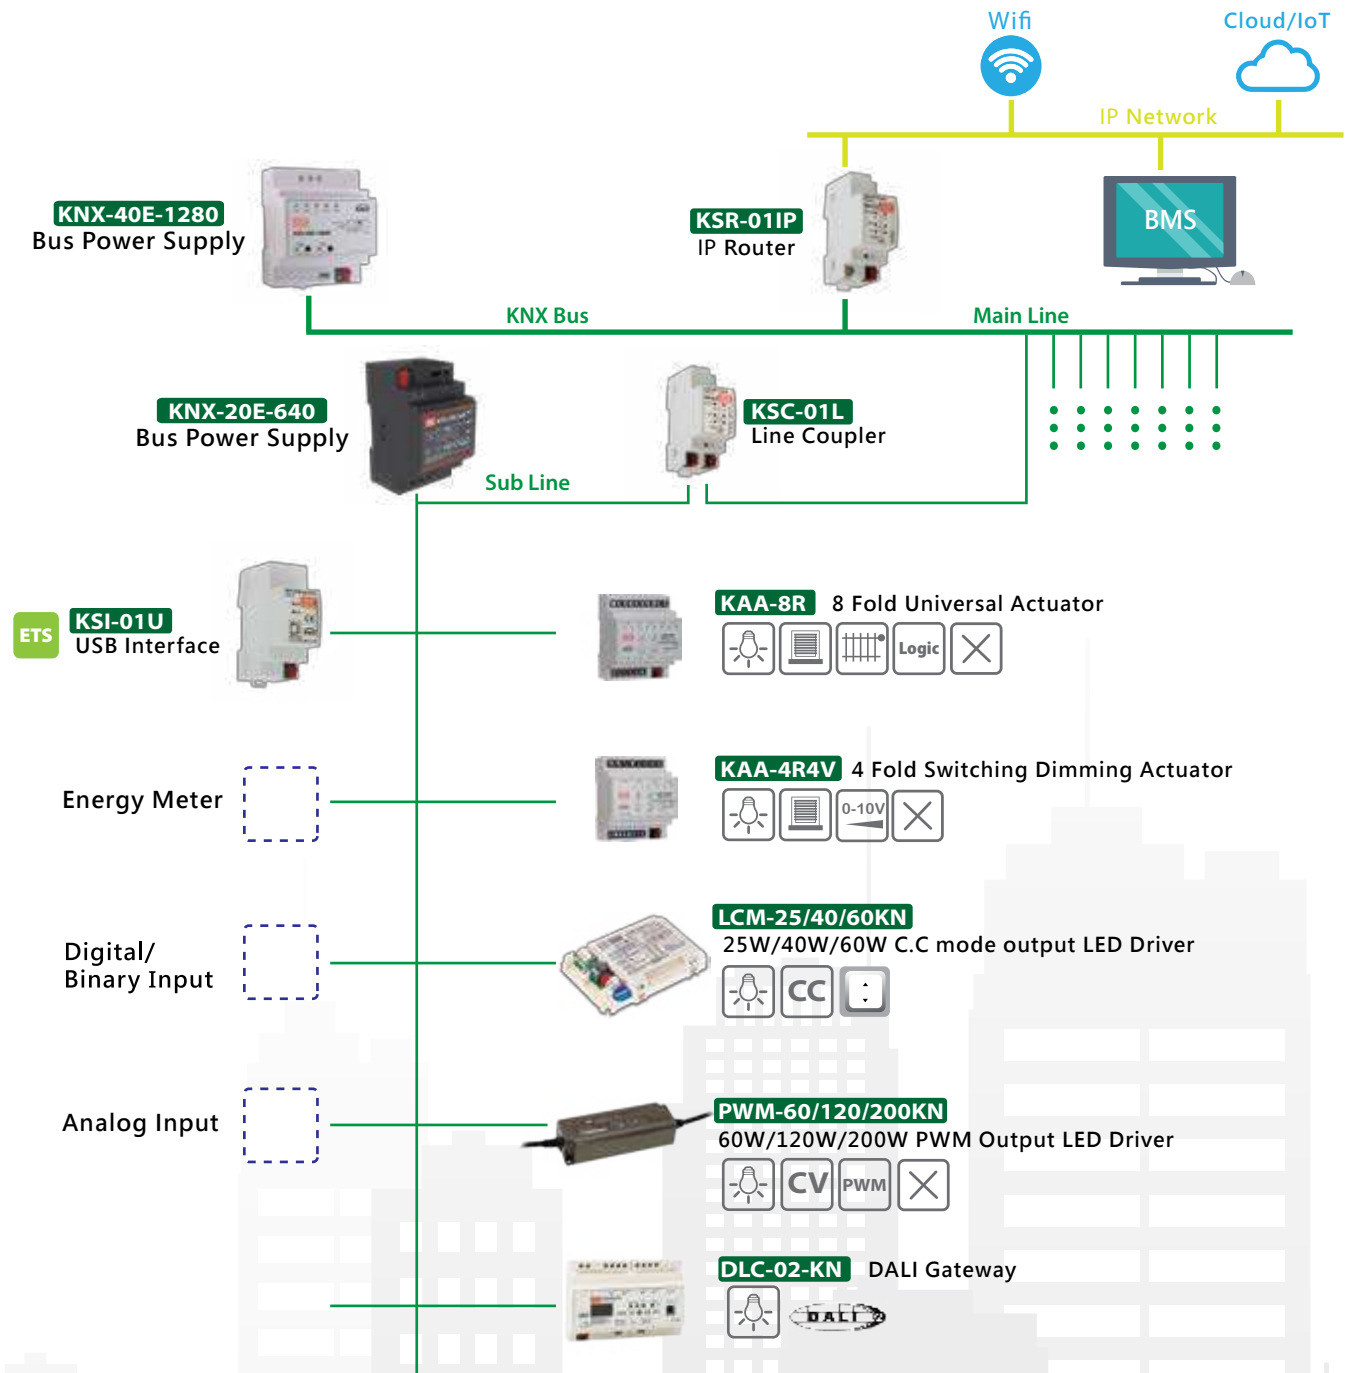 Wifi
Cloud/IoT
IP Network
KNX-40E-1280
Bus Power Supply
KSR-01IP
IP Router
BMS
KNX Bus
Main Line
KNX-20E-640
Bus Power Supply
KSC-01L
Line Coupler
Sub Line
ETS
KSI-01U
USB Interface
KAA-8R 8 Fold Universal Actuator
Logic
Energy Meter
KAA-4R4V 4 Fold Switching Dimming Actuator
0-10V
Digital/
Binary Input
LCM-25/40/60KN
25W/40W/60W C.C mode output LED Driver
CC
Analog Input
PWM-60/120/200KN
60W/120W/200W PWM Output LED Driver
CV
PWM
DLC-02-KN DALI Gateway
DALI 2